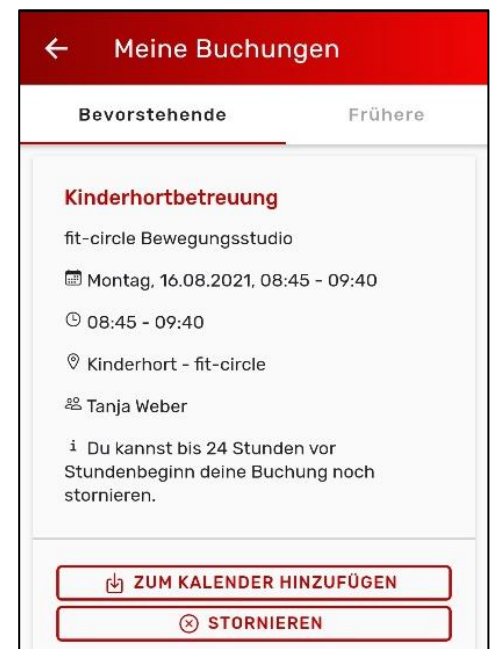 Meine Buchungen
Bevorstehende Frühere
Kinderhortbetreuung
fit-circle Bewegungsstudio
Montag, 16.08.2021, 08:45 - 09:40
08:45 - 09:40
Kinderhort - fit-circle
Tanja Weber
i Du kannst bis 24 Stunden vor
Stundenbeginn deine Buchung noch
stornieren.
ZUM KALENDER HINZUFÜGEN
STORNIEREN